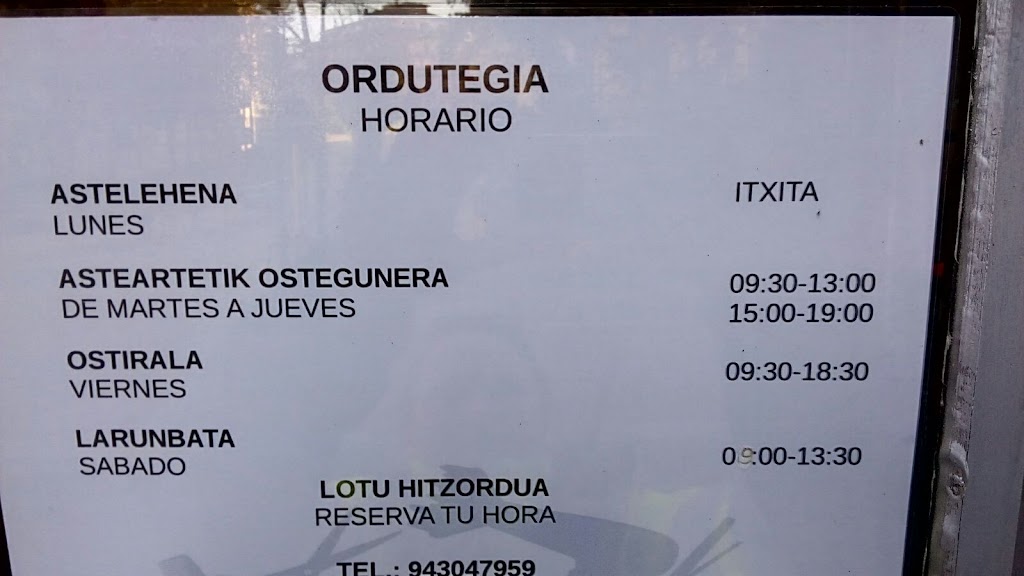 ORDUTEGIA
HORARIO
ASTELEHENA
ITXITA
LUNES
ASTEARTETIK OSTEGUNERA
09:30-13:00
DE MARTES A JUEVES
15:00-19:00
OSTIRALA
09:30-18:30
VIERNES
LARUNBATA
SABADO
09:00-13:30
LOTU HITZORDUA
RESERVA TU HORA
TEL.: 943047959